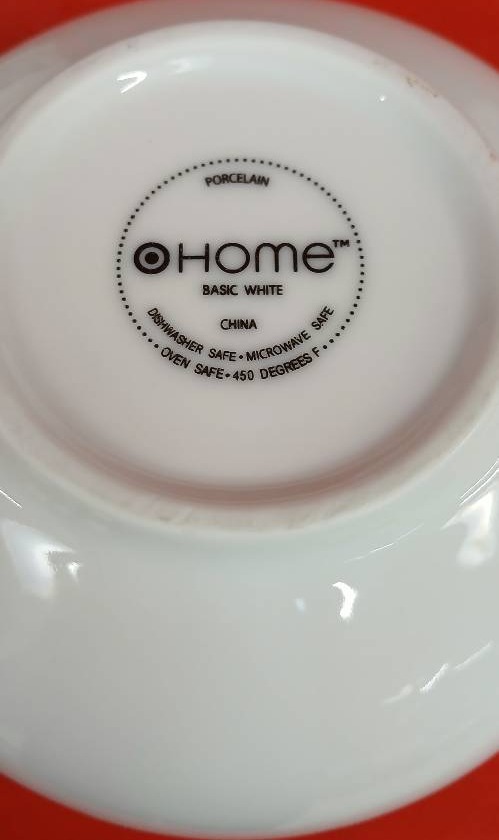 PORCELAIN
HOME™
BASIC WHITE
CHINA
DISHWASHER SAFE • MICROWAVE SAFE
OVEN SAFE • 450 DEGREES F